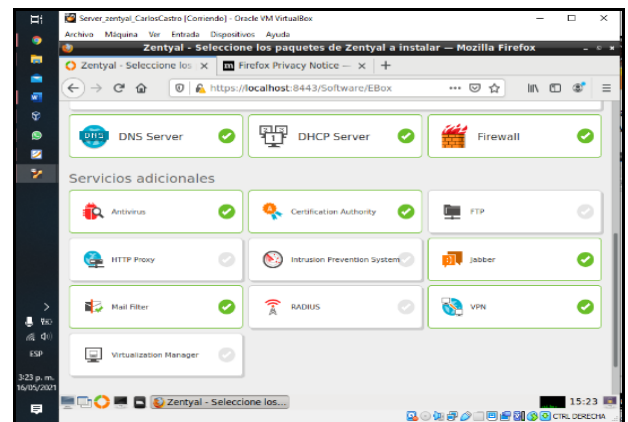 Server_zentyal_CarlosCastro [Corriendo] - Oracle VM VirtualBox
Archivo Máquina Ver Entrada Dispositivos Ayuda
Zentyal - Seleccione los paquetes de Zentyal a instalar — Mozilla Firefox
Zentyal - Seleccione los
Firefox Privacy Notice —
https://localhost:8443/Software/EBox
DNS Server
DHCP Server
Firewall
Servicios adicionales
Antivirus
Certification Authority
FTP
HTTP Proxy
Intrusion Prevention System
Jabber
Mail Filter
RADIUS
VPN
Virtualization Manager
ESP
3:23 p. m.
16/05/2021
Zentyal - Seleccione los...
15:23
CTRL DERECHA